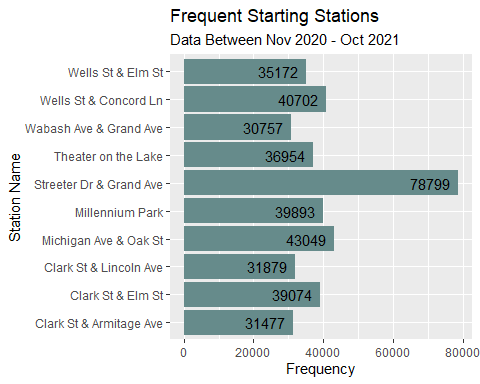 Frequent Starting Stations
Data Between Nov 2020 - Oct 2021
Station Name
Wells St & Elm St 35172
Wells St & Concord Ln 40702
Wabash Ave & Grand Ave 30757
Theater on the Lake 36954
Streeter Dr & Grand Ave 78799
Millennium Park 39893
Michigan Ave & Oak St 43049
Clark St & Lincoln Ave 31879
Clark St & Elm St 39074
Clark St & Armitage Ave 31477
0 20000 40000 60000 80000
Frequency